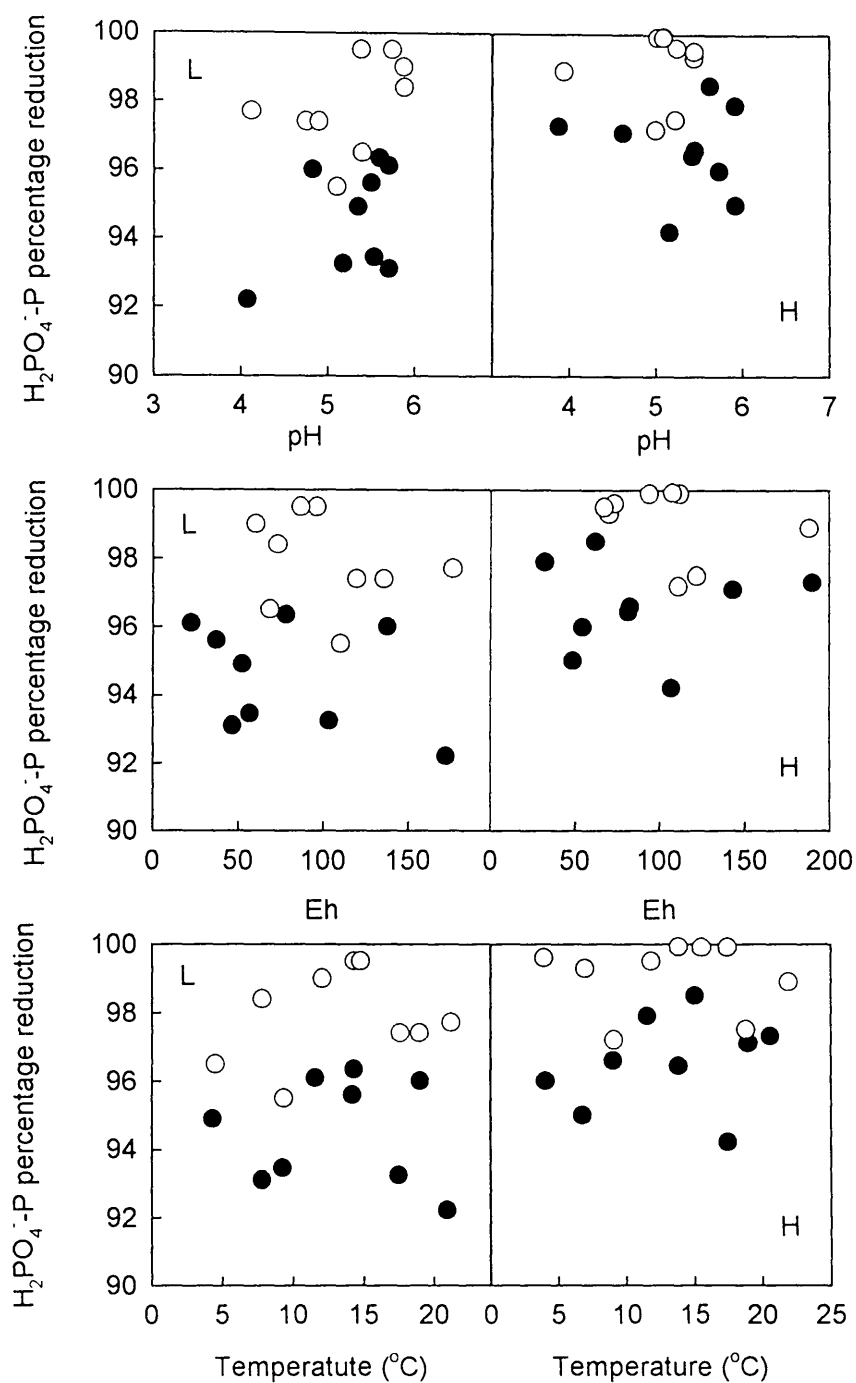 H₂PO₄⁻-P percentage reduction
100
98
96
94
92
90
L
H
3 4 5 6 4 5 6 7
pH pH
H₂PO₄⁻-P percentage reduction
100
98
96
94
92
90
L
H
0 50 100 150 0 50 100 150 200
Eh Eh
H₂PO₄⁻-P percentage reduction
100
98
96
94
92
90
L
H
0 5 10 15 20 0 5 10 15 20 25
Temperatute (°C) Temperature (°C)